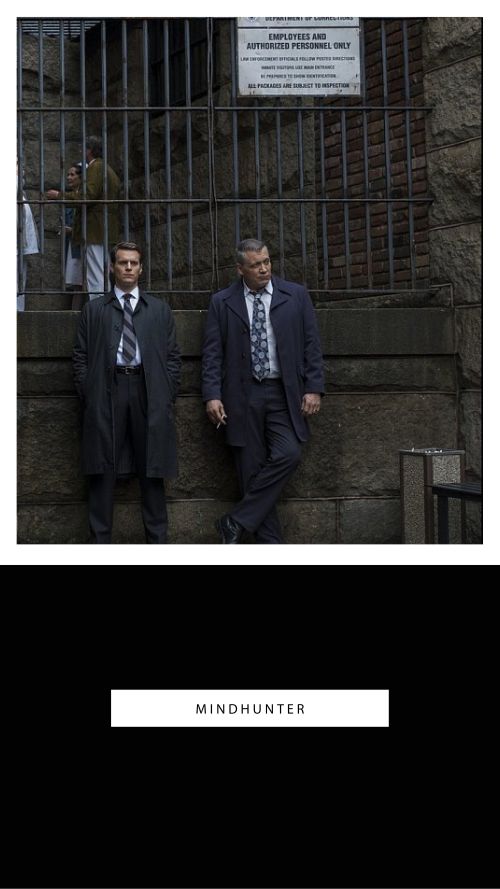 DEPARTMENT OF CORRECTIONS
EMPLOYEES AND
AUTHORIZED PERSONNEL ONLY
LAW ENFORCEMENT OFFICIALS FOLLOW POSTED DIRECTIONS
INMATE VISITORS USE MAIN ENTRANCE
BE PREPARED TO SHOW IDENTIFICATION
ALL PACKAGES ARE SUBJECT TO INSPECTION
MINDHUNTER